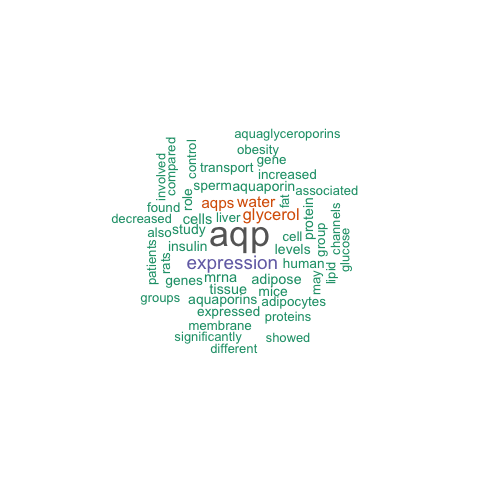 aquaglyceroporins
obesity
gene
involved
compared
control
transport
increased
sperm
aquaporin
associated
role
aqps
water
fat
found
glycerol
protein
decreased
cells
liver
channels
also
study
aqp
cell
group
glucose
insulin
levels
patients
rats
expression
human
lipid
may
genes
mrna
adipose
tissue
mice
groups
aquaporins
adipocytes
expressed
proteins
membrane
significantly
showed
different